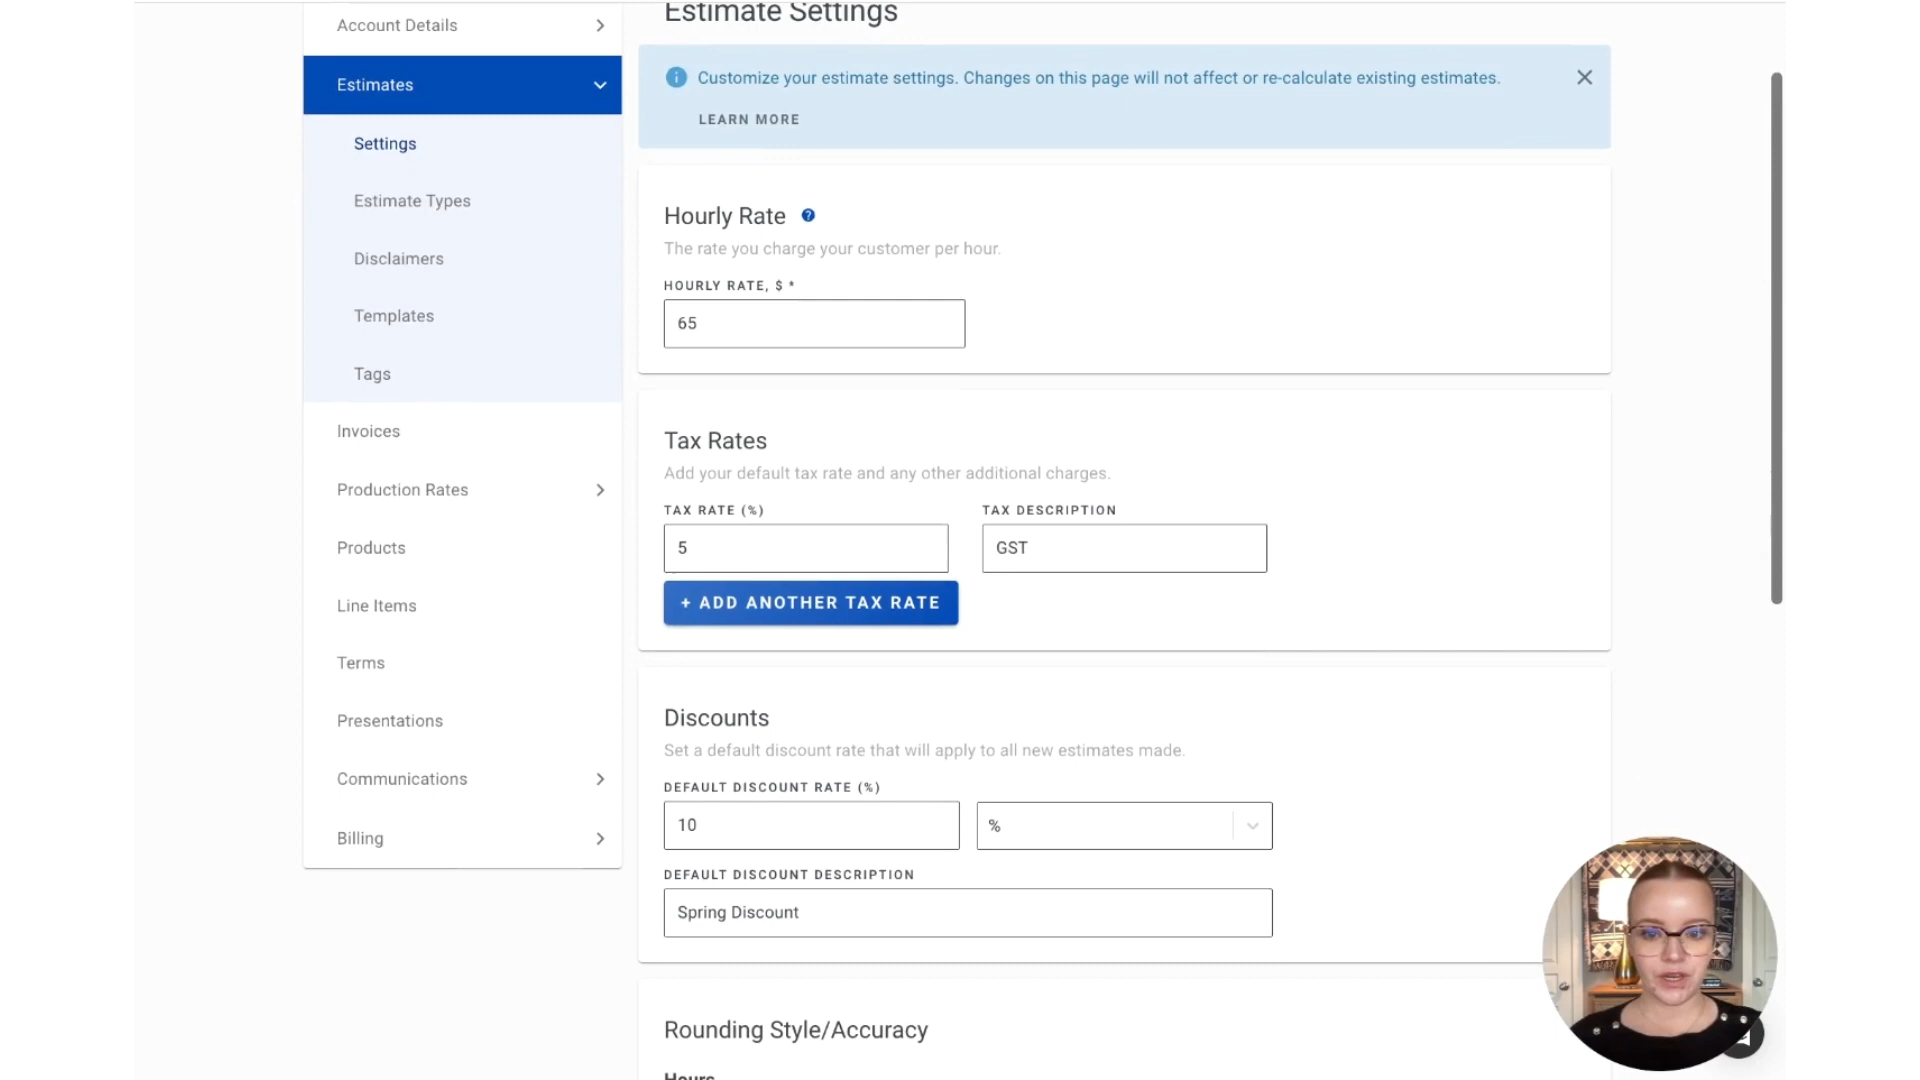 Account Details
Estimates
Settings
Estimate Types
Disclaimers
Templates
Tags
Invoices
Production Rates
Products
Line Items
Terms
Presentations
Communications
Billing
Estimate Settings
Customize your estimate settings. Changes on this page will not affect or re-calculate existing estimates.
LEARN MORE
Hourly Rate ?
The rate you charge your customer per hour.
HOURLY RATE, $ *
65
Tax Rates
Add your default tax rate and any other additional charges.
TAX RATE (%) TAX DESCRIPTION
5 GST
+ ADD ANOTHER TAX RATE
Discounts
Set a default discount rate that will apply to all new estimates made.
DEFAULT DISCOUNT RATE (%)
10 %
DEFAULT DISCOUNT DESCRIPTION
Spring Discount
Rounding Style/Accuracy
Hours